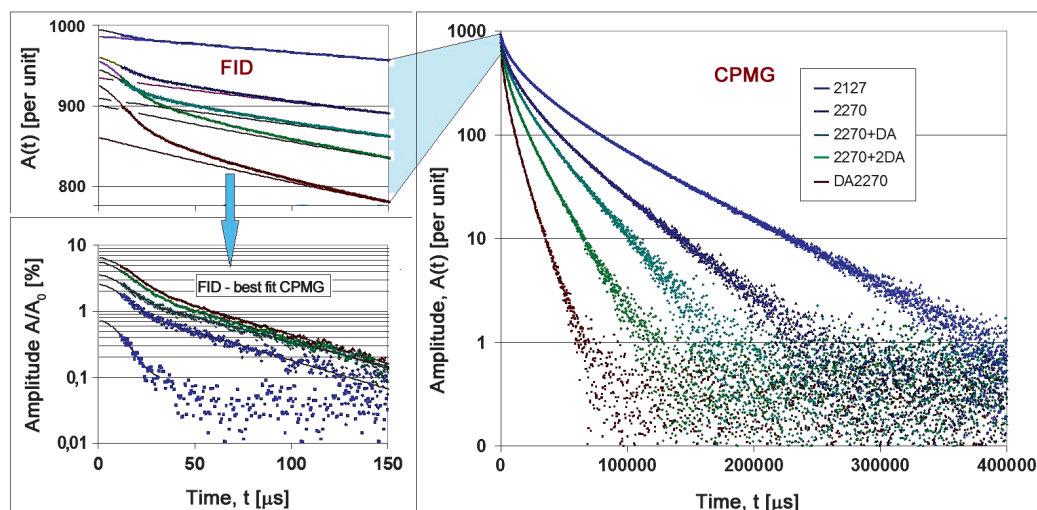 FID
A(t) [per unit]
1000
900
800
Amplitude A/A0 [%]
10
1
0,1
0,01
FID - best fit CPMG
0
50
100
150
Time, t [µs]
CPMG
Amplitude, A(t) [per unit]
1000
100
10
1
0
2127
2270
2270+DA
2270+2DA
DA2270
0
100000
200000
300000
400000
Time, t [µs]